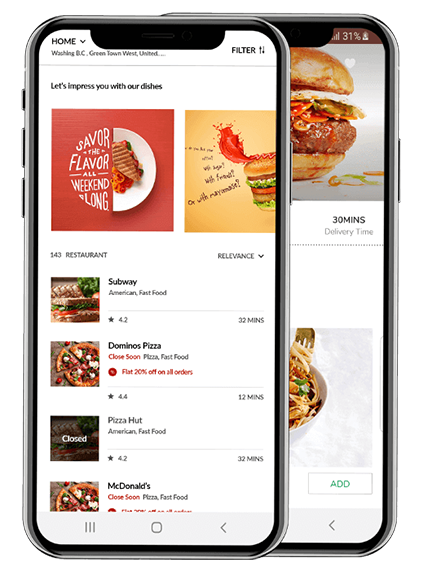 HOME
Washing B.C , Green Town West, United.....
FILTER
Let's impress you with our dishes
SAVOR
THE
FLAVOR
ALL
WEEKEND
LONG
with
with mayonnaise?
143 RESTAURANT
RELEVANCE
Subway
American, Fast Food
4.2
32 MINS
Dominos Pizza
Close Soon Pizza, Fast Food
Flat 20% off on all orders
4.4
12 MINS
Closed
Pizza Hut
American, Fast Food
4.2
32 MINS
McDonald's
Close Soon Pizza, Fast Food
Flat 20% off on all orders
31%
30MINS
Delivery Time
ADD